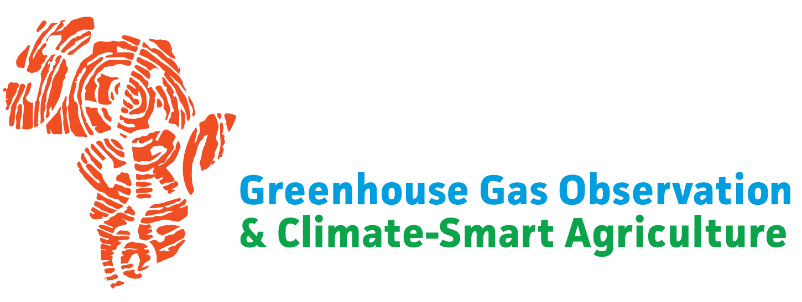 Greenhouse Gas Observation
& Climate-Smart Agriculture